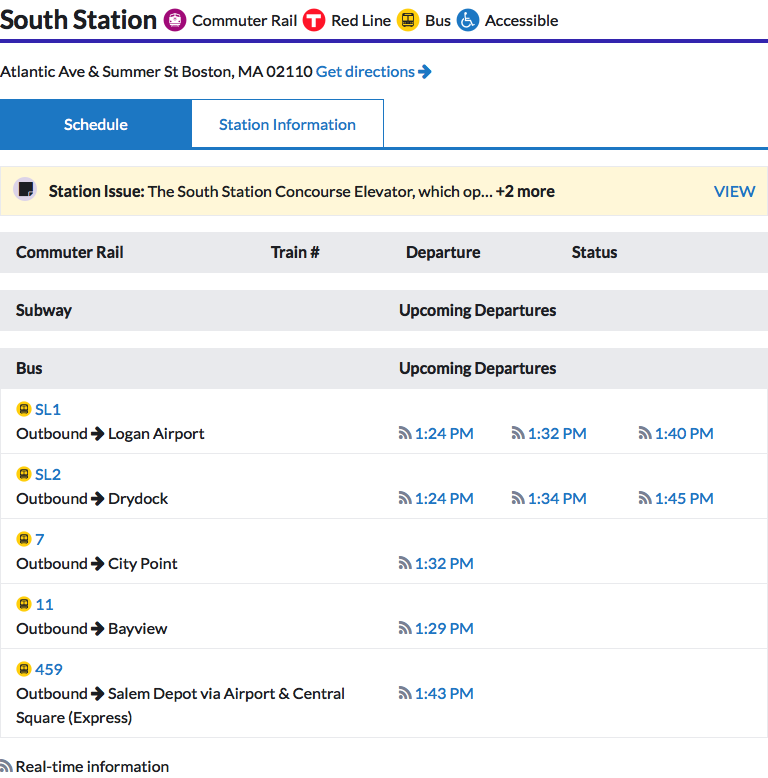 South Station Commuter Rail Red Line Bus Accessible
Atlantic Ave & Summer St Boston, MA 02110 Get directions
Schedule Station Information
Station Issue: The South Station Concourse Elevator, which op... +2 more VIEW
Commuter Rail Train # Departure Status
Subway Upcoming Departures
Bus Upcoming Departures
SL1
Outbound → Logan Airport 1:24 PM 1:32 PM 1:40 PM
SL2
Outbound → Drydock 1:24 PM 1:34 PM 1:45 PM
7
Outbound → City Point 1:32 PM
11
Outbound → Bayview 1:29 PM
459
Outbound → Salem Depot via Airport & Central 1:43 PM
Square (Express)
Real-time information